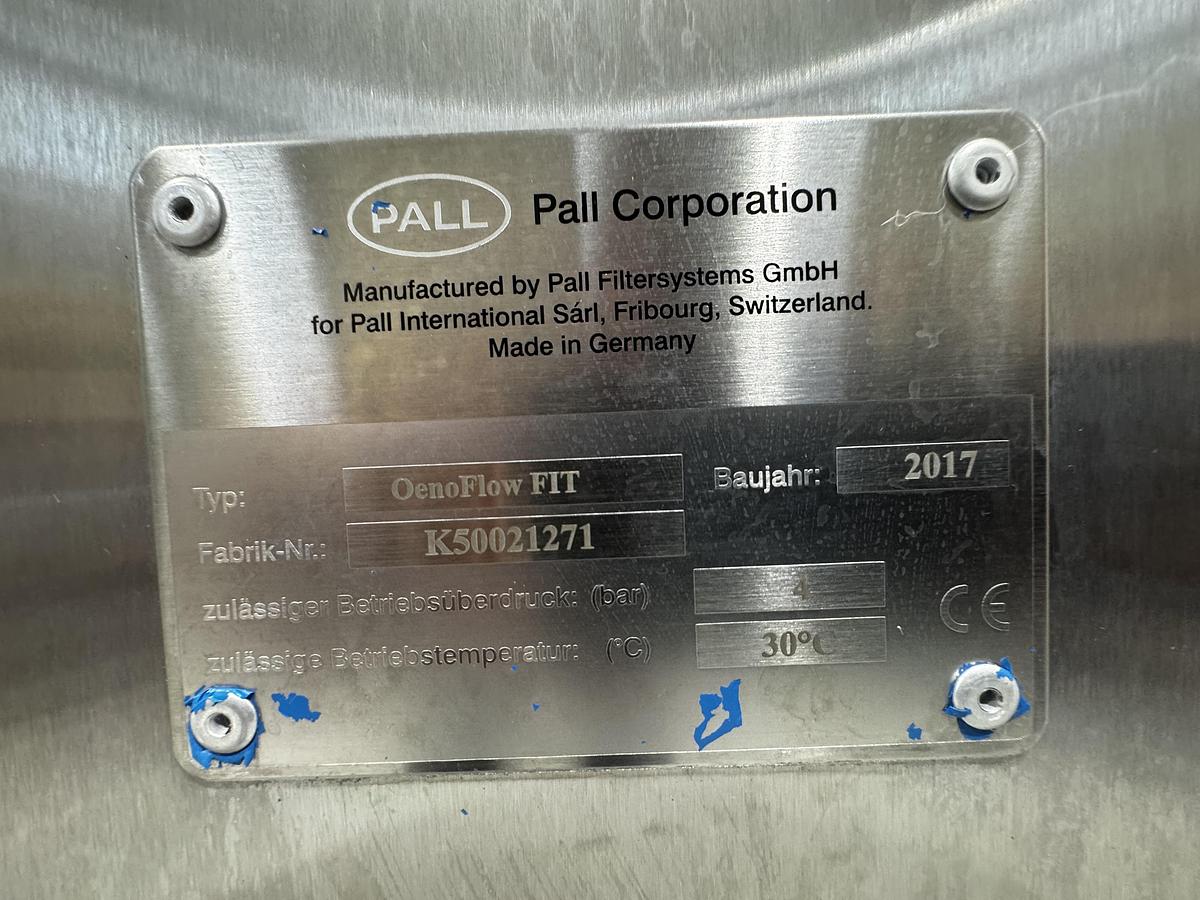 PALL Pall Corporation
Manufactured by Pall Filtersystems GmbH
for Pall International Sárl, Fribourg, Switzerland.
Made in Germany
Typ: OenoFlow FIT Baujahr: 2017
Fabrik-Nr.: K50021271
zulässiger Betriebsüberdruck: (bar) 4
zulässige Betriebstemperatur: (°C) 30°C
CE